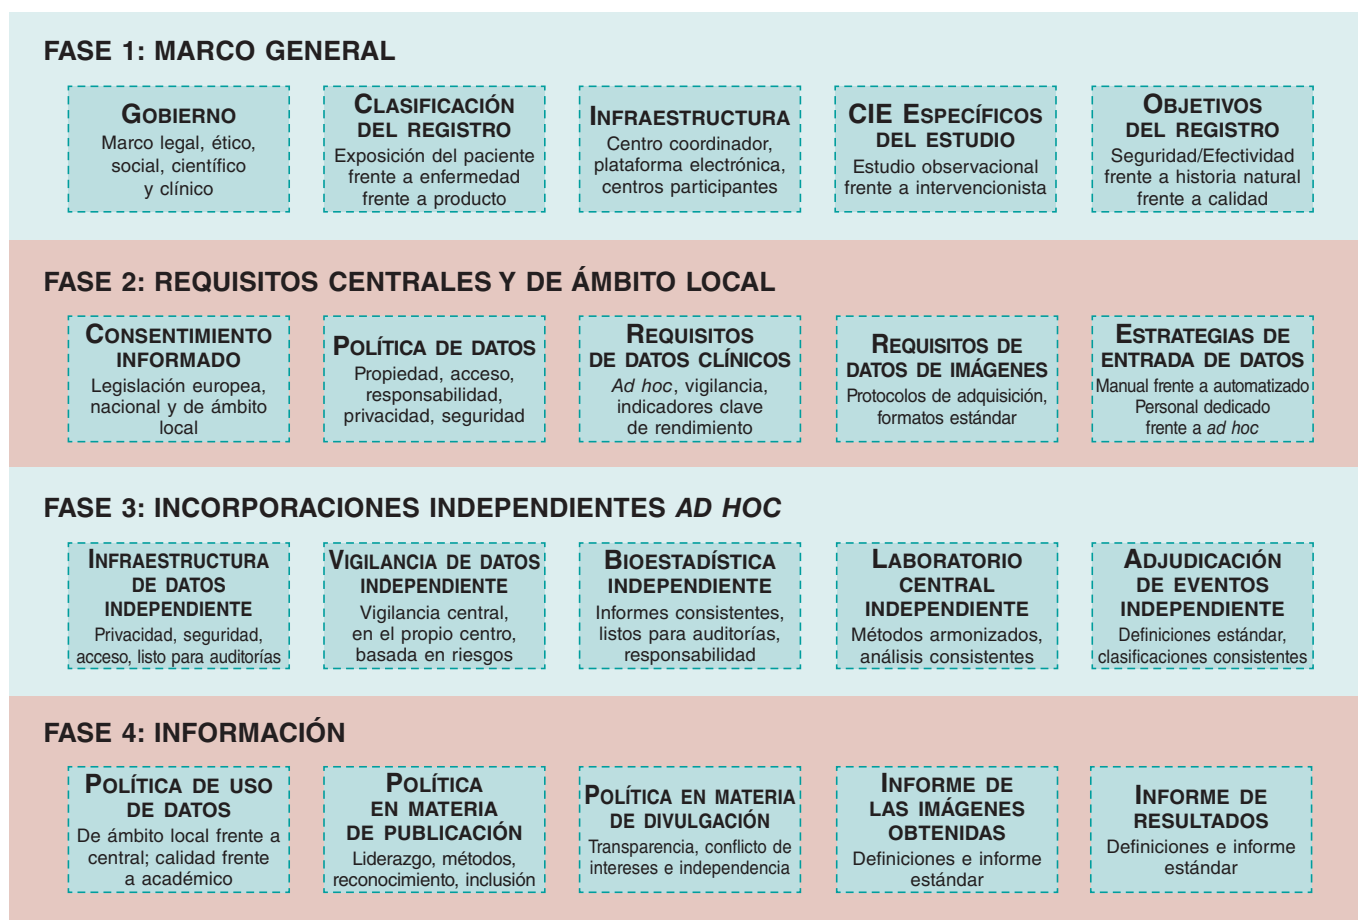 FASE 1: MARCO GENERAL
GOBIERNO
Marco legal, ético,
social, científico
y clínico
CLASIFICACIÓN
DEL REGISTRO
Exposición del paciente
frente a enfermedad
frente a producto
INFRAESTRUCTURA
Centro coordinador,
plataforma electrónica,
centros participantes
CIE ESPECÍFICOS
DEL ESTUDIO
Estudio observacional
frente a intervencionista
OBJETIVOS
DEL REGISTRO
Seguridad/Efectividad
frente a historia natural
frente a calidad
FASE 2: REQUISITOS CENTRALES Y DE ÁMBITO LOCAL
CONSENTIMIENTO
INFORMADO
Legislación europea,
nacional y de ámbito
local
POLÍTICA DE DATOS
Propiedad, acceso,
responsabilidad,
privacidad, seguridad
REQUISITOS
DE DATOS CLÍNICOS
Ad hoc, vigilancia,
indicadores clave
de rendimiento
REQUISITOS DE
DATOS DE IMÁGENES
Protocolos de adquisición,
formatos estándar
ESTRATEGIAS DE
ENTRADA DE DATOS
Manual frente a automatizado
Personal dedicado
frente a ad hoc
FASE 3: INCORPORACIONES INDEPENDIENTES AD HOC
INFRAESTRUCTURA
DE DATOS
INDEPENDIENTE
Privacidad, seguridad,
acceso, listo para auditorías
VIGILANCIA DE DATOS
INDEPENDIENTE
Vigilancia central,
en el propio centro,
basada en riesgos
BIOESTADÍSTICA
INDEPENDIENTE
Informes consistentes,
listos para auditorías,
responsabilidad
LABORATORIO
CENTRAL
INDEPENDIENTE
Métodos armonizados,
análisis consistentes
ADJUDICACIÓN
DE EVENTOS
INDEPENDIENTE
Definiciones estándar,
clasificaciones consistentes
FASE 4: INFORMACIÓN
POLÍTICA DE USO
DE DATOS
De ámbito local frente a
central; calidad frente
a académico
POLÍTICA
EN MATERIA
DE PUBLICACIÓN
Liderazgo, métodos,
reconocimiento, inclusión
POLÍTICA EN MATERIA
DE DIVULGACIÓN
Transparencia, conflicto de
intereses e independencia
INFORME DE
LAS IMÁGENES
OBTENIDAS
Definiciones e informe
estándar
INFORME DE
RESULTADOS
Definiciones e informe
estándar